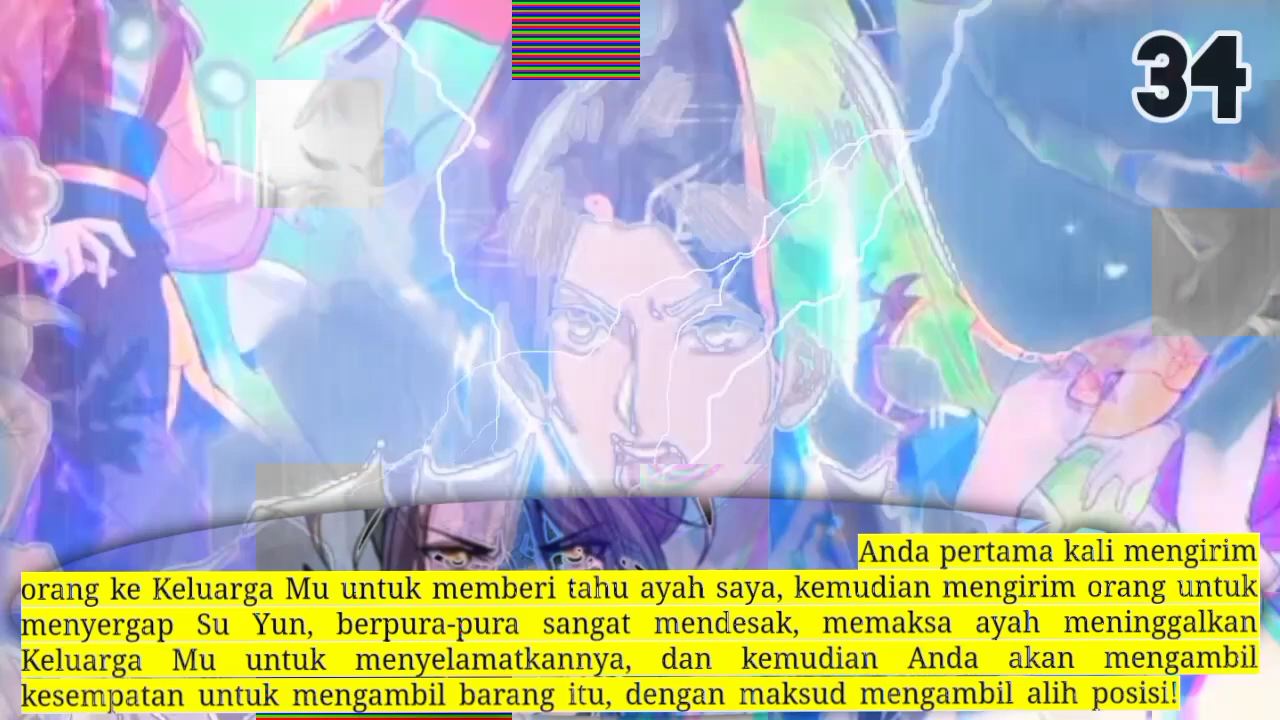 34
Anda pertama kali mengirim
orang ke Keluarga Mu untuk memberi tahu ayah saya, kemudian mengirim orang untuk
menyergap Su Yun, berpura-pura sangat mendesak, memaksa ayah meninggalkan
Keluarga Mu untuk menyelamatkannya, dan kemudian Anda akan mengambil
kesempatan untuk mengambil barang itu, dengan maksud mengambil alih posisi!